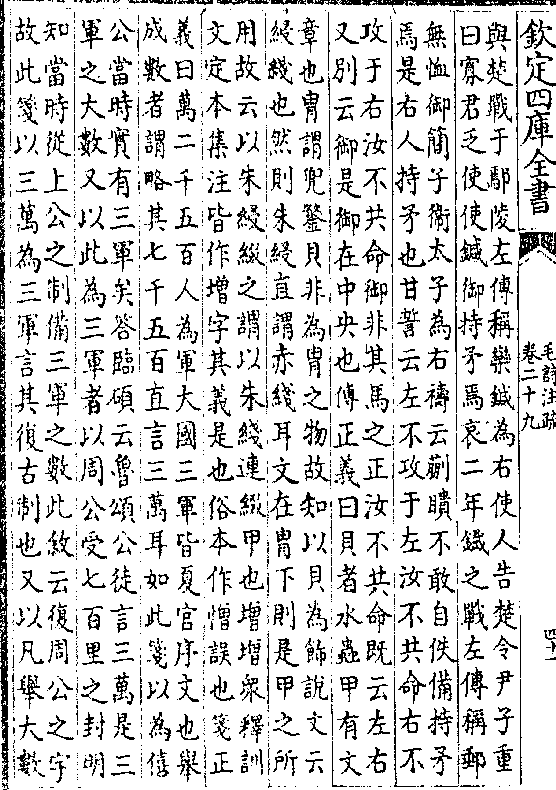 欽定四庫全書
毛詩注疏
卷二十九
四十一
與楚戰于鄢陵左傳稱欒鍼為右使人告楚令尹子重
曰寡君乏使使鍼御持矛焉哀二年鐵之戰左傳稱郵
無恤御簡子衛太子為右禱云蒯聵不敢自佚備持矛
焉是右人持矛也甘誓云左不攻于左汝不共命右不
攻于右汝不共命御非其馬之正汝不共命既云左右
又别云御是御在中央也傳正義曰貝者水蟲甲有文
章也胄謂兜鍪貝非為胄之物故知以貝為飾說文云
綅綫也然則朱綅直謂赤綫耳文在胄下則是甲之所
用故云以朱綅綴之謂以朱綫連綴甲也增增衆釋訓
文定本集注皆作增字其義是也俗本作憎誤也箋正
義曰萬二千五百人為軍大國三軍皆夏官序文也舉
成數者謂略其七千五百直言三萬耳如此箋以為僖
公當時實有三軍矣答臨碩云魯頌公徒言三萬是三
軍之大數又以此為三軍者以周公受七百里之封明
知當時從上公之制備三軍之數此敘云復周公之宇
故此箋以三萬為三軍言其復古制也又以凡舉大數